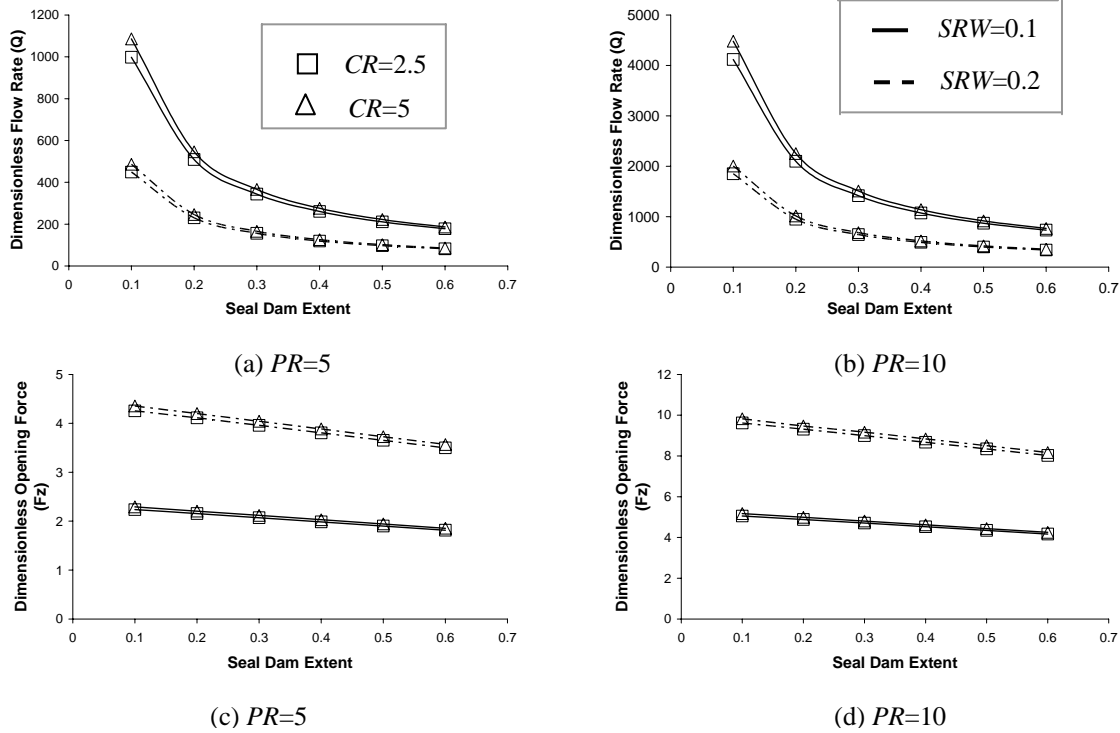 Dimensionless Flow Rate (Q)
1200
1000
800
600
400
200
0
0 0.1 0.2 0.3 0.4 0.5 0.6 0.7
Seal Dam Extent
CR=2.5
CR=5
(a) PR=5
Dimensionless Flow Rate (Q)
5000
4000
3000
2000
1000
0
0 0.1 0.2 0.3 0.4 0.5 0.6 0.7
Seal Dam Extent
SRW=0.1
SRW=0.2
(b) PR=10
Dimensionless Opening Force
(Fz)
5
4
3
2
1
0
0 0.1 0.2 0.3 0.4 0.5 0.6 0.7
Seal Dam Extent
(c) PR=5
Dimensionless Opening Force
(Fz)
12
10
8
6
4
2
0
0 0.1 0.2 0.3 0.4 0.5 0.6 0.7
Seal Dam Extent
(d) PR=10